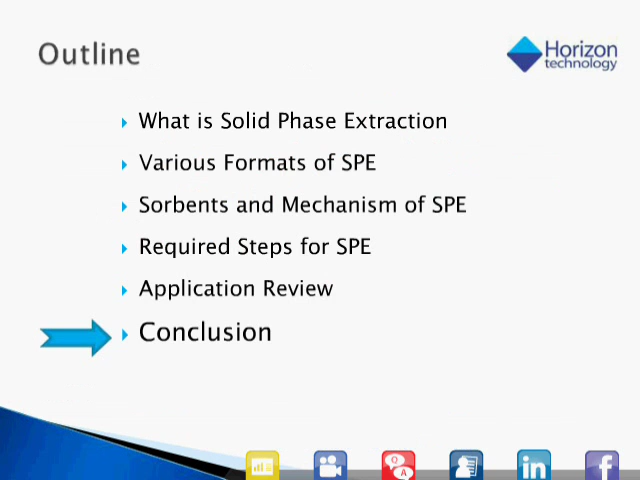 Outline
Horizon
technology
What is Solid Phase Extraction
Various Formats of SPE
Sorbents and Mechanism of SPE
Required Steps for SPE
Application Review
Conclusion
Q
A
in
f